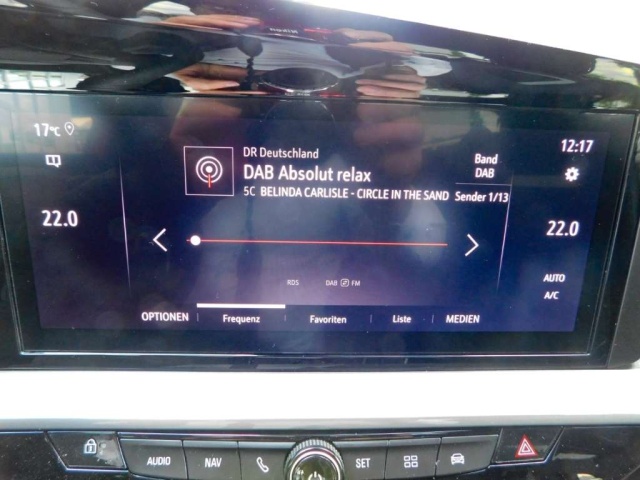 17°C
12:17
DR Deutschland
DAB Absolut relax
5C BELINDA CARLISLE - CIRCLE IN THE SAND
Band
DAB
Sender 1/13
22.0
22.0
RDS
DAB FM
AUTO
A/C
OPTIONEN
Frequenz
Favoriten
Liste
MEDIEN
AUDIO
NAV
SET